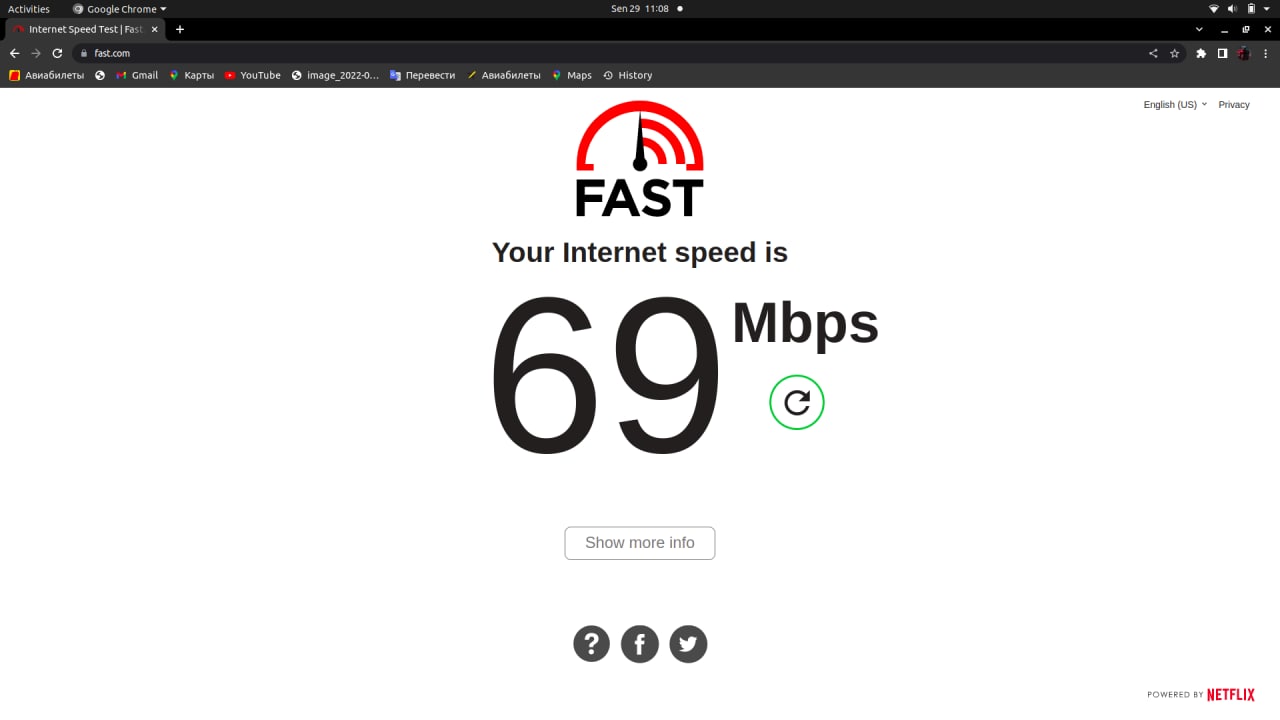 Activities Google Chrome Sen 29 11:08
Internet Speed Test | Fast.
fast.com
Авиабилеты Gmail Карты YouTube image_2022-0... Перевести Авиабилеты Maps History
English (US) Privacy
FAST
Your Internet speed is
69 Mbps
Show more info
POWERED BY NETFLIX